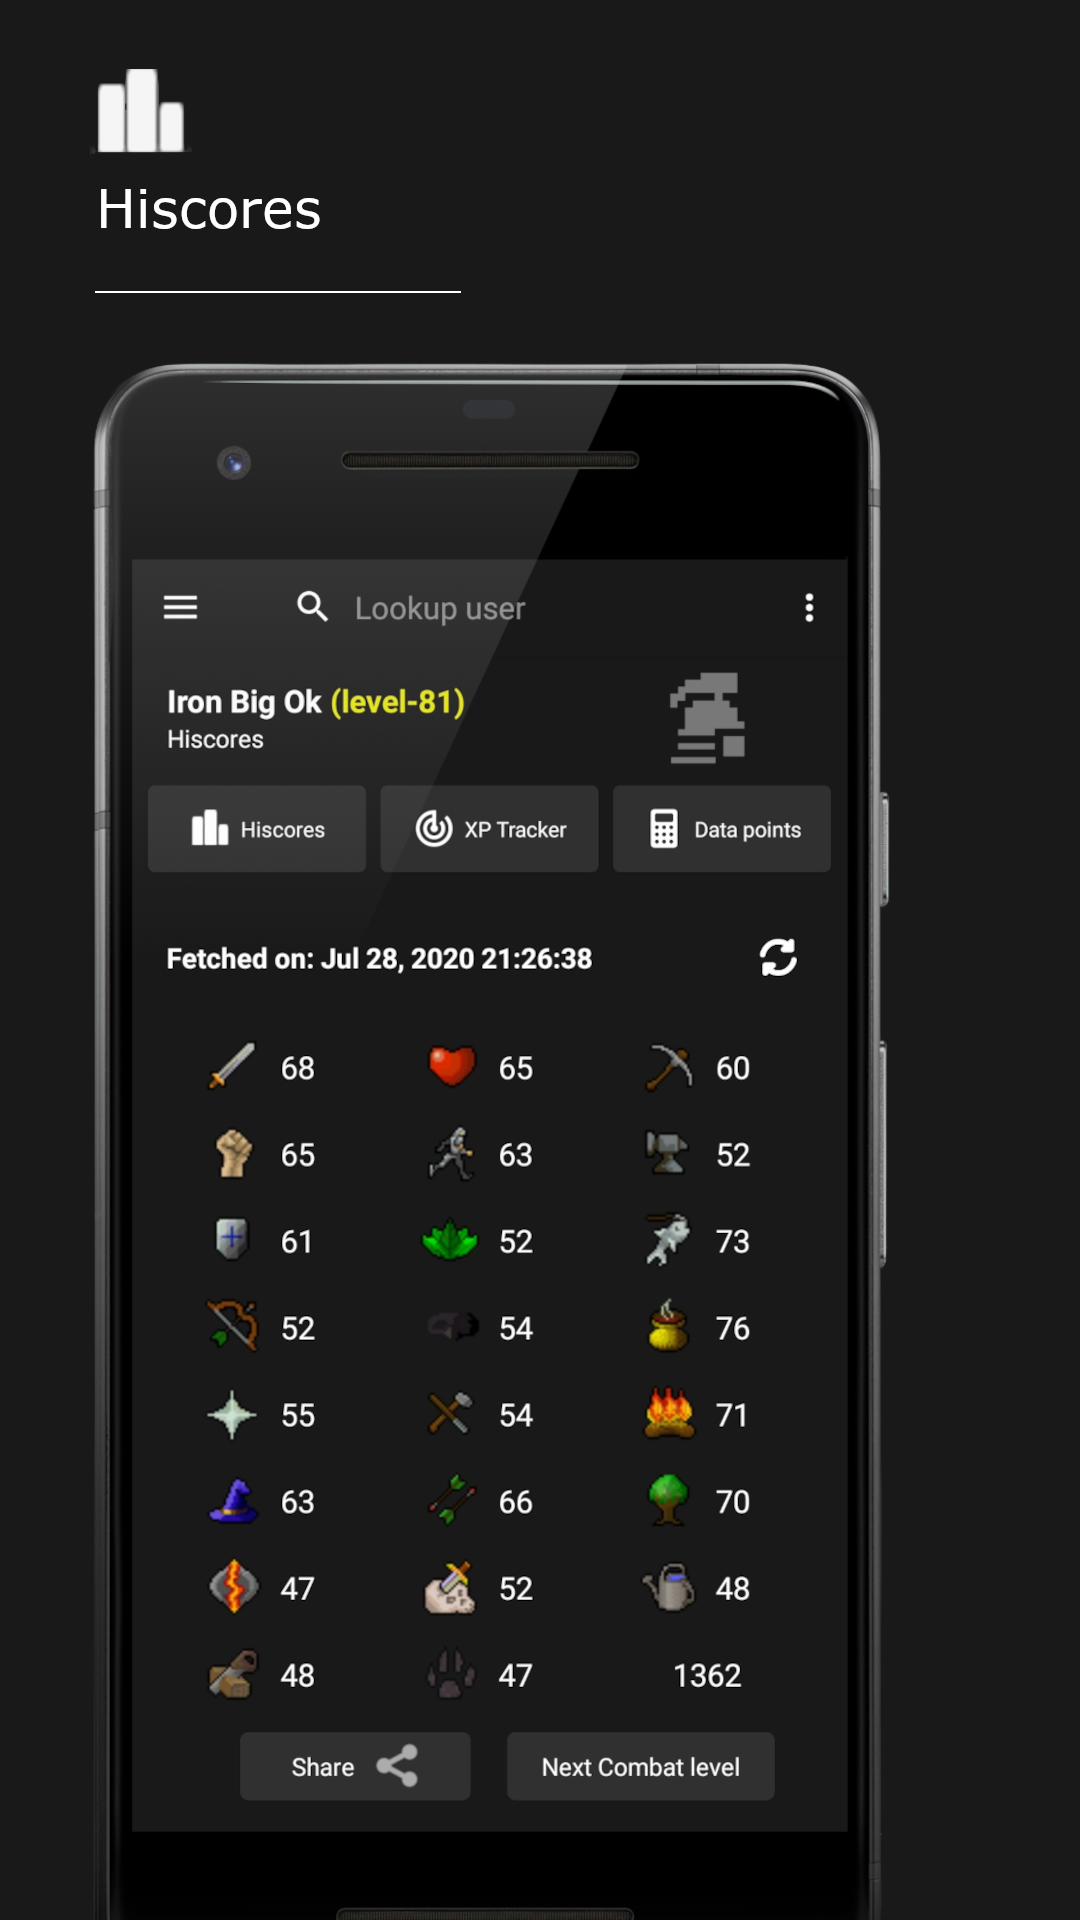 Hiscores
Lookup user
Iron Big Ok (level-81)
Hiscores
Hiscores
XP Tracker
Data points
Fetched on: Jul 28, 2020 21:26:38
68 65 60
65 63 52
61 52 73
52 54 76
55 54 71
63 66 70
47 52 48
48 47 1362
Share
Next Combat level